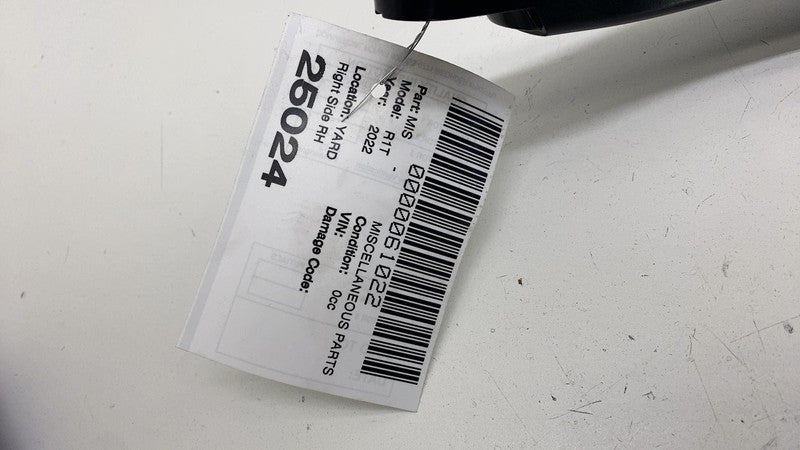 0000061022
Part: MIS MISCELLANEOUS PARTS
Model: R1T - Condition: 0cc
Year: 2022 VIN:
Damage Code:
Location: YARD
Right Side RH
25024